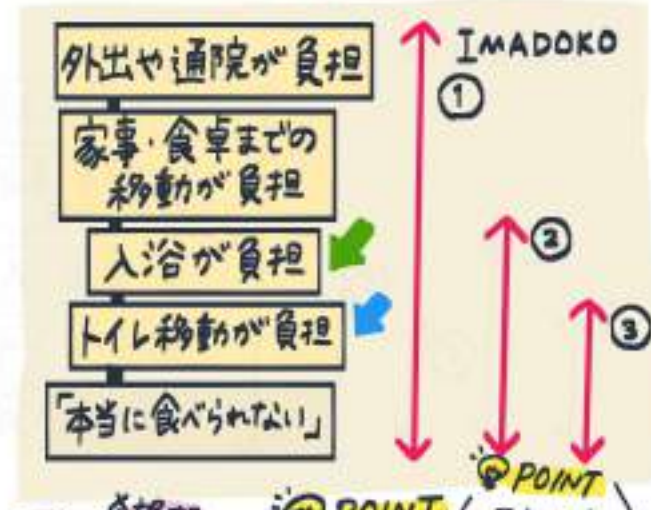 外出や通院が負担
IMADOKO
①
家事・食卓までの
移動が負担
②
入浴が負担
トイレ移動が負担
③
「本当に食べられない」
POINT
POINT